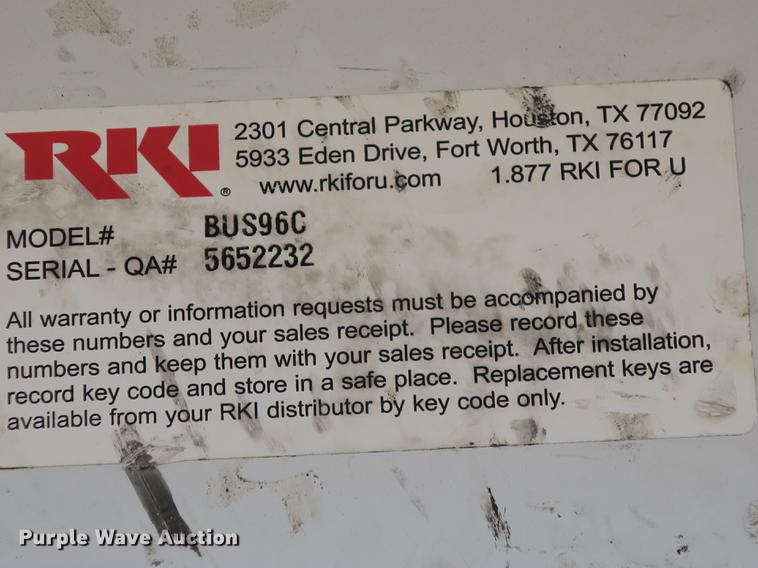 RKI®
2301 Central Parkway, Houston, TX 77092
5933 Eden Drive, Fort Worth, TX 76117
www.rkiforu.com 1.877 RKI FOR U
MODEL# BUS96C
SERIAL - QA# 5652232
All warranty or information requests must be accompanied by
these numbers and your sales receipt. Please record these
numbers and keep them with your sales receipt. After installation,
record key code and store in a safe place. Replacement keys are
available from your RKI distributor by key code only.
Purple Wave Auction